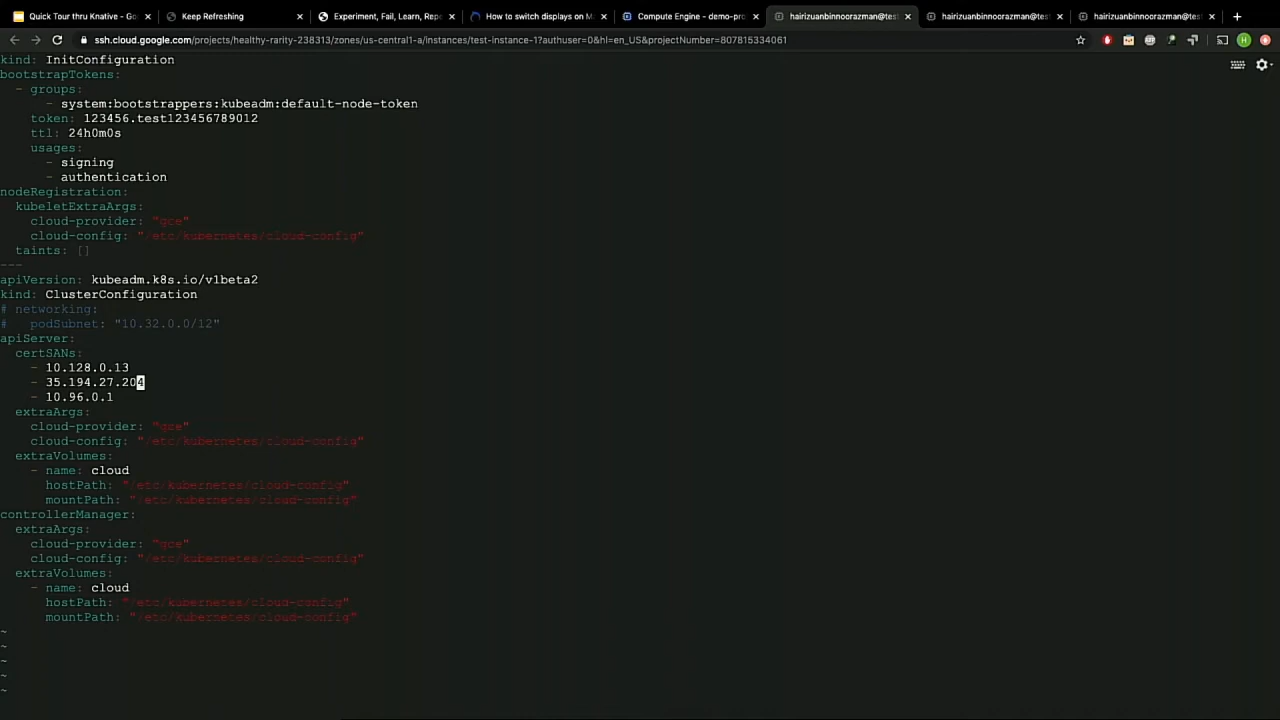 Quick Tour thru Knative - Goo
Keep Refreshing
Experiment, Fail, Learn, Repe
How to switch displays on M
Compute Engine - demo-pro
hairizuanbinnoorazman@test
hairizuanbinnoorazman@test
hairizuanbinnoorazman@test
ssh.cloud.google.com/projects/healthy-rarity-238313/zones/us-central1-a/instances/test-instance-1?authuser=0&hl=en_US&projectNumber=807815334061
kind: InitConfiguration
bootstrapTokens:
  - groups:
      - system:bootstrappers:kubeadm:default-node-token
    token: 123456.test123456789012
    ttl: 24h0m0s
    usages:
      - signing
      - authentication
nodeRegistration:
  kubeletExtraArgs:
    cloud-provider: "gce"
    cloud-config: "/etc/kubernetes/cloud-config"
  taints: []
---
apiVersion: kubeadm.k8s.io/v1beta2
kind: ClusterConfiguration
# networking:
#   podSubnet: "10.32.0.0/12"
apiServer:
  certSANs:
    - 10.128.0.13
    - 35.194.27.204
    - 10.96.0.1
  extraArgs:
    cloud-provider: "gce"
    cloud-config: "/etc/kubernetes/cloud-config"
  extraVolumes:
    - name: cloud
      hostPath: "/etc/kubernetes/cloud-config"
      mountPath: "/etc/kubernetes/cloud-config"
controllerManager:
  extraArgs:
    cloud-provider: "gce"
    cloud-config: "/etc/kubernetes/cloud-config"
  extraVolumes:
    - name: cloud
      hostPath: "/etc/kubernetes/cloud-config"
      mountPath: "/etc/kubernetes/cloud-config"
~
~
~
~
~